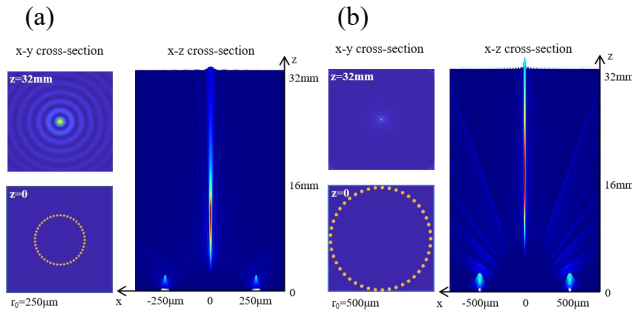 (a)
x-y cross-section
x-z cross-section
z
z=32mm
32mm
16mm
z=0
0
r₀=250μm
x
-250μm
0
250μm
(b)
x-y cross-section
x-z cross-section
z
z=32mm
32mm
16mm
z=0
0
r₀=500μm
x
-500μm
0
500μm